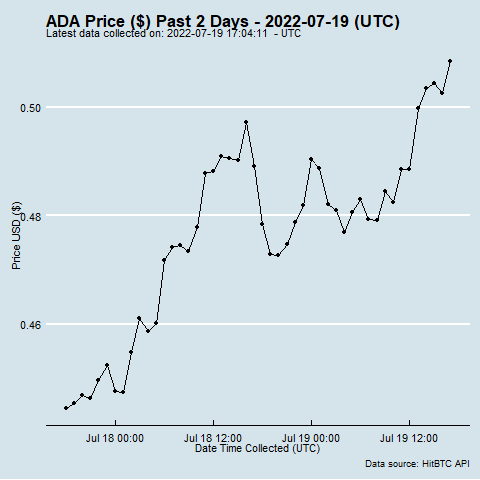 ADA Price ($) Past 2 Days - 2022-07-19 (UTC)
Latest data collected on: 2022-07-19 17:04:11  - UTC
0.50
0.48
0.46
Price USD ($)
Jul 18 00:00 Jul 18 12:00 Jul 19 00:00 Jul 19 12:00
Date Time Collected (UTC)
Data source: HitBTC API